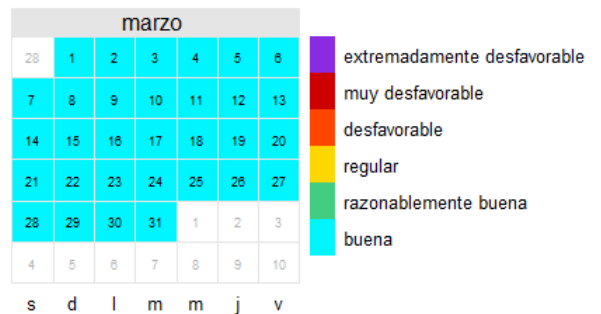 marzo
28 1 2 3 4 5 6
7 8 9 10 11 12 13
14 15 16 17 18 19 20
21 22 23 24 25 26 27
28 29 30 31 1 2 3
4 5 6 7 8 9 10
s d l m m j v
extremadamente desfavorable
muy desfavorable
desfavorable
regular
razonablemente buena
buena